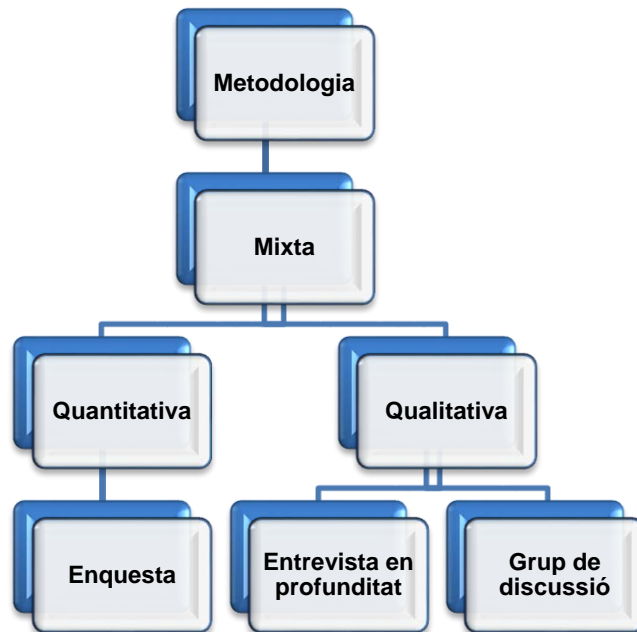 Metodologia
Mixta
Quantitativa
Qualitativa
Enquesta
Entrevista en
profunditat
Grup de
discussió